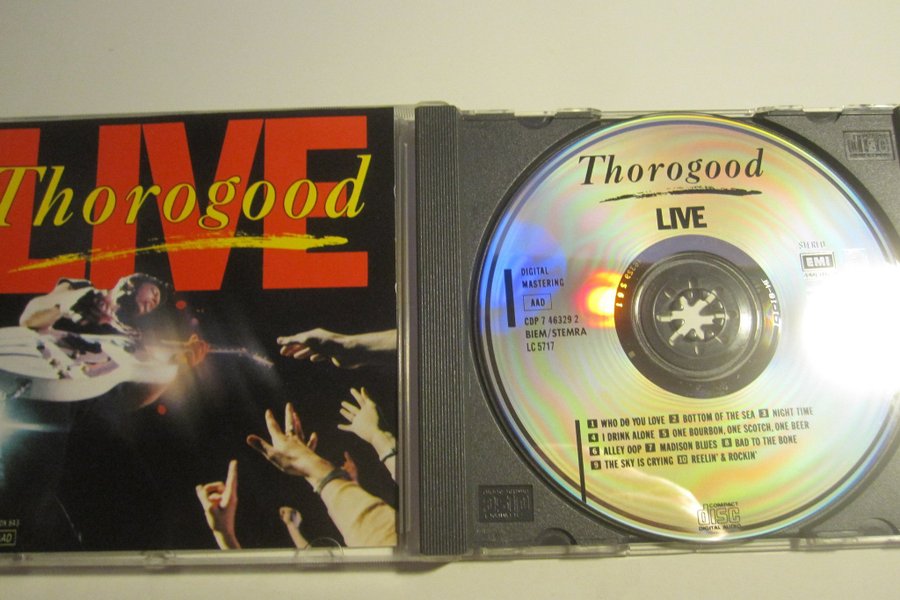 LIVE
Thorogood
AAD
Thorogood
LIVE
STEREO
EMI
DIGITAL
MASTERING
AAD
CDP 7 46329 2
BIEM/STEMRA
LC 5717
1 WHO DO YOU LOVE 2 BOTTOM OF THE SEA 3 NIGHT TIME
4 I DRINK ALONE 5 ONE BOURBON, ONE SCOTCH, ONE BEER
6 ALLEY OOP 7 MADISON BLUES 8 BAD TO THE BONE
9 THE SKY IS CRYING 10 REELIN' & ROCKIN'
COMPACT
disc
DIGITAL AUDIO